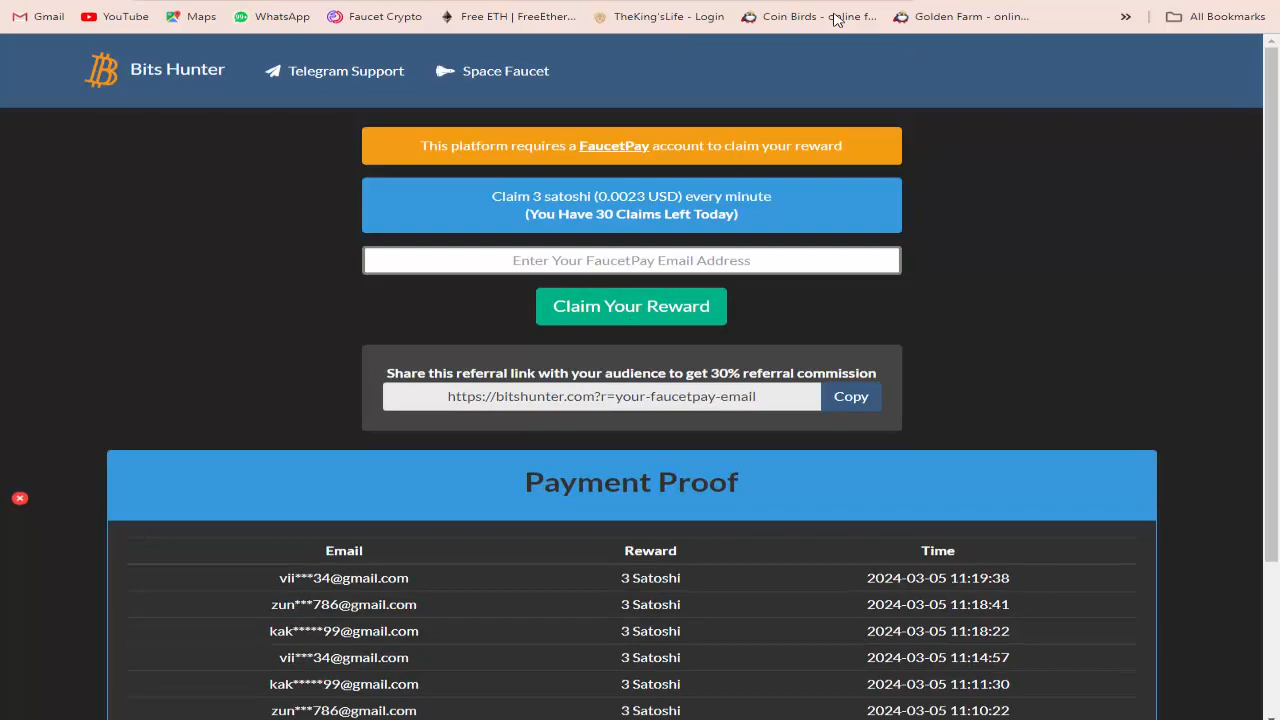 Gmail YouTube Maps WhatsApp Faucet Crypto Free ETH | FreeEther... TheKing'sLife - Login Coin Birds - online f... Golden Farm - onlin... » All Bookmarks
Bits Hunter Telegram Support Space Faucet
This platform requires a FaucetPay account to claim your reward
Claim 3 satoshi (0.0023 USD) every minute
(You Have 30 Claims Left Today)
Enter Your FaucetPay Email Address
Claim Your Reward
Share this referral link with your audience to get 30% referral commission
https://bitshunter.com?r=your-faucetpay-email Copy
Payment Proof
Email Reward Time
vii***34@gmail.com 3 Satoshi 2024-03-05 11:19:38
zun***786@gmail.com 3 Satoshi 2024-03-05 11:18:41
kak*****99@gmail.com 3 Satoshi 2024-03-05 11:18:22
vii***34@gmail.com 3 Satoshi 2024-03-05 11:14:57
kak*****99@gmail.com 3 Satoshi 2024-03-05 11:11:30
zun***786@gmail.com 3 Satoshi 2024-03-05 11:10:22